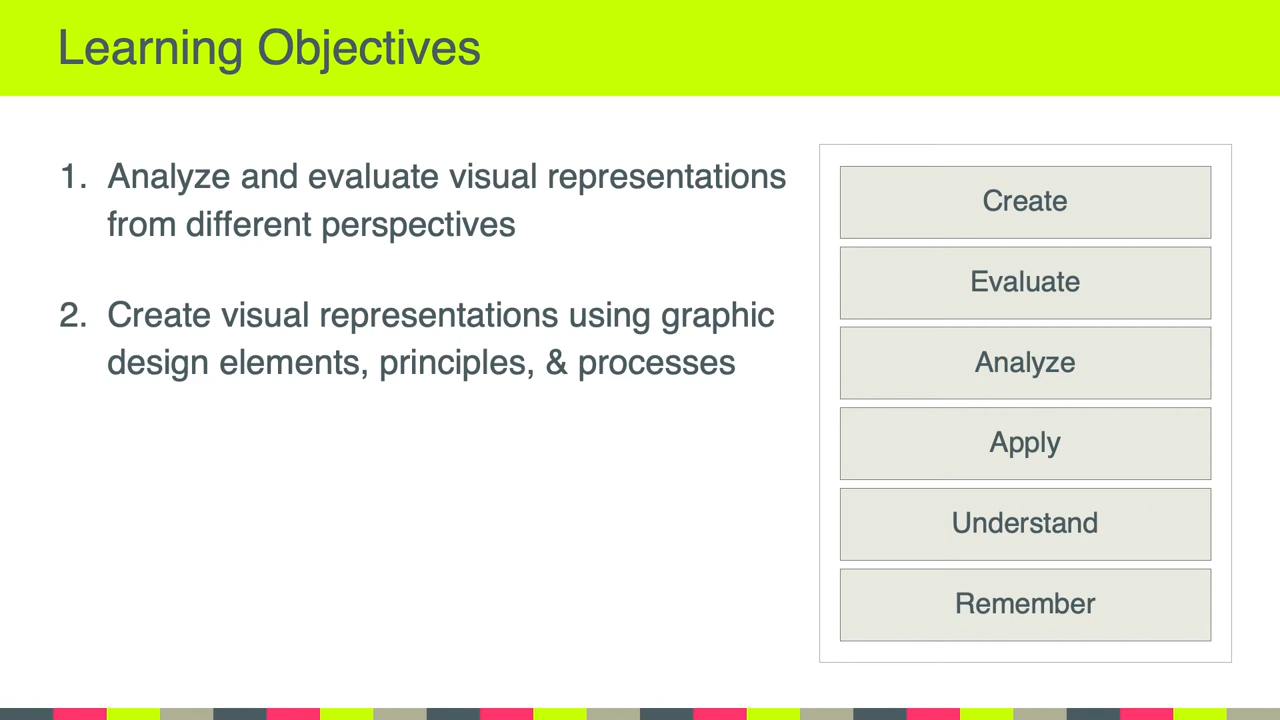 Learning Objectives
1. Analyze and evaluate visual representations
from different perspectives
2. Create visual representations using graphic
design elements, principles, & processes
Create
Evaluate
Analyze
Apply
Understand
Remember